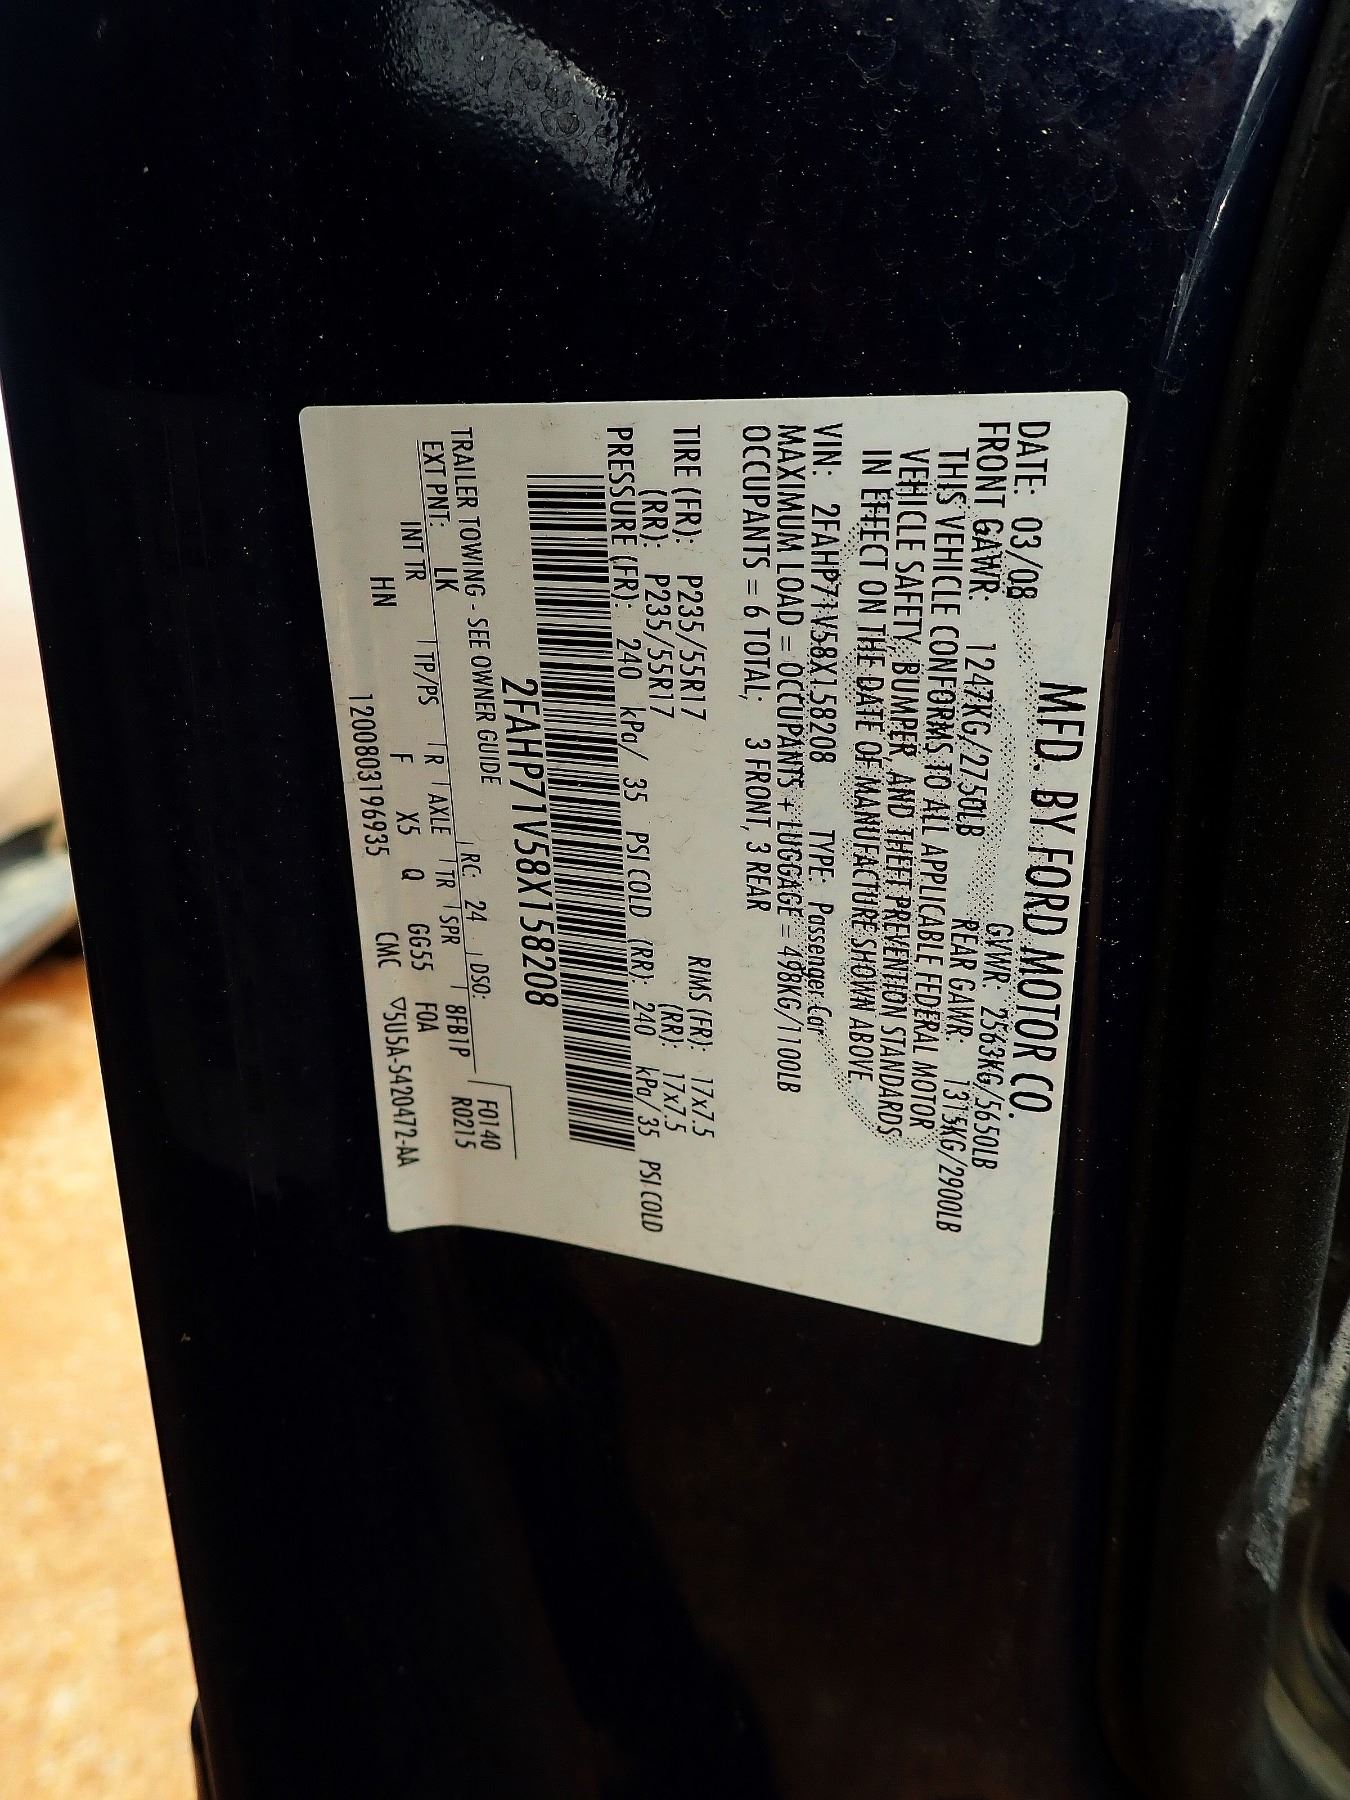 MFD. BY FORD MOTOR CO.
DATE: 03/08 GVWR: 2563KG/5650LB
FRONT GAWR: 1247KG/2750LB REAR GAWR: 1315KG/2900LB
THIS VEHICLE CONFORMS TO ALL APPLICABLE FEDERAL MOTOR
VEHICLE SAFETY, BUMPER, AND THEFT PREVENTION STANDARDS
IN EFFECT ON THE DATE OF MANUFACTURE SHOWN ABOVE.
VIN: 2FAHP71V58X158208 TYPE: Passenger Car
MAXIMUM LOAD = OCCUPANTS + LUGGAGE = 498KG/1100LB
OCCUPANTS = 6 TOTAL; 3 FRONT, 3 REAR
TIRE (FR): P235/55R17 RIMS (FR): 17x7.5
(RR): P235/55R17 (RR): 17x7.5
PRESSURE (FR): 240 kPa/ 35 PSI COLD (RR): 240 kPa/ 35 PSI COLD
2FAHP71V58X158208
TRAILER TOWING - SEE OWNER GUIDE F0140
EXT PNT: LK RC: 24 DSO: 8FB1P R0215
INT TR TP/PS R AXLE TR SPR
HN F X5 Q GG55 FOA
1200803196935 CMC ▽5U5A-5420472-AA